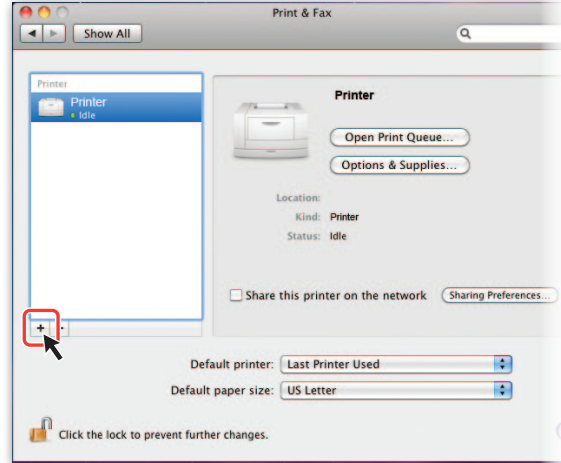 Print & Fax
Show All
Printer
Printer
Idle
Printer
Open Print Queue...
Options & Supplies...
Location:
Kind: Printer
Status: Idle
Share this printer on the network
Sharing Preferences...
+ -
Default printer: Last Printer Used
Default paper size: US Letter
Click the lock to prevent further changes.